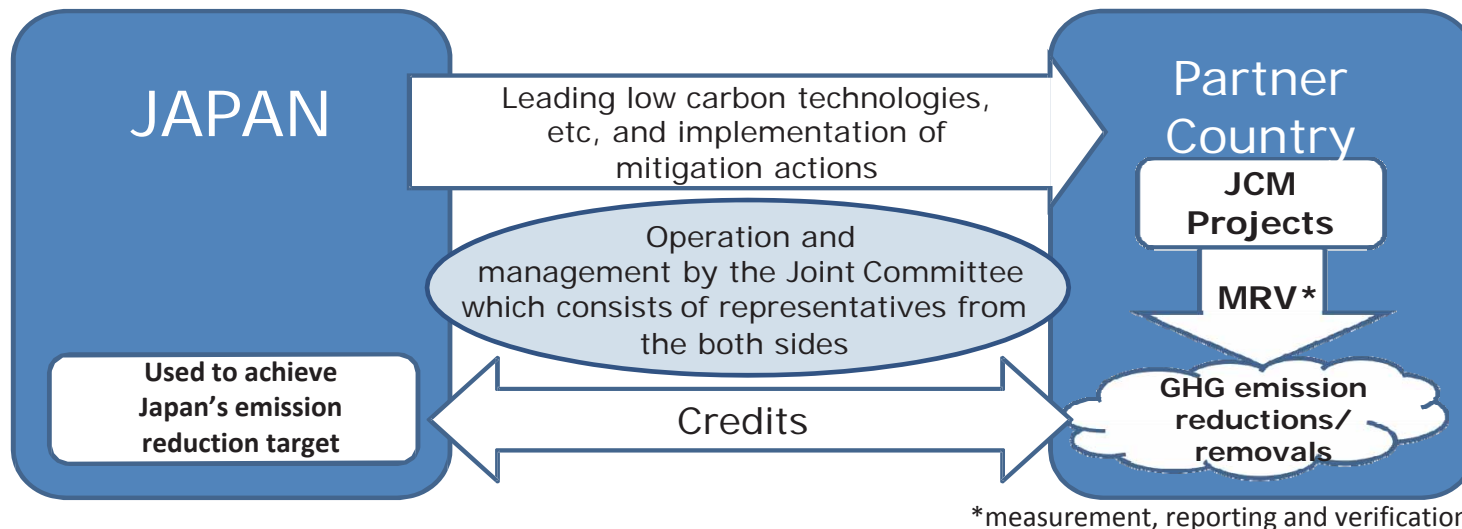 JAPAN
Leading low carbon technologies,
etc, and implementation of
mitigation actions
Partner
Country
JCM
Projects
Operation and
management by the Joint Committee
which consists of representatives from
the both sides
MRV*
Used to achieve
Japan’s emission
reduction target
Credits
GHG emission
reductions/
removals
*measurement, reporting and verification